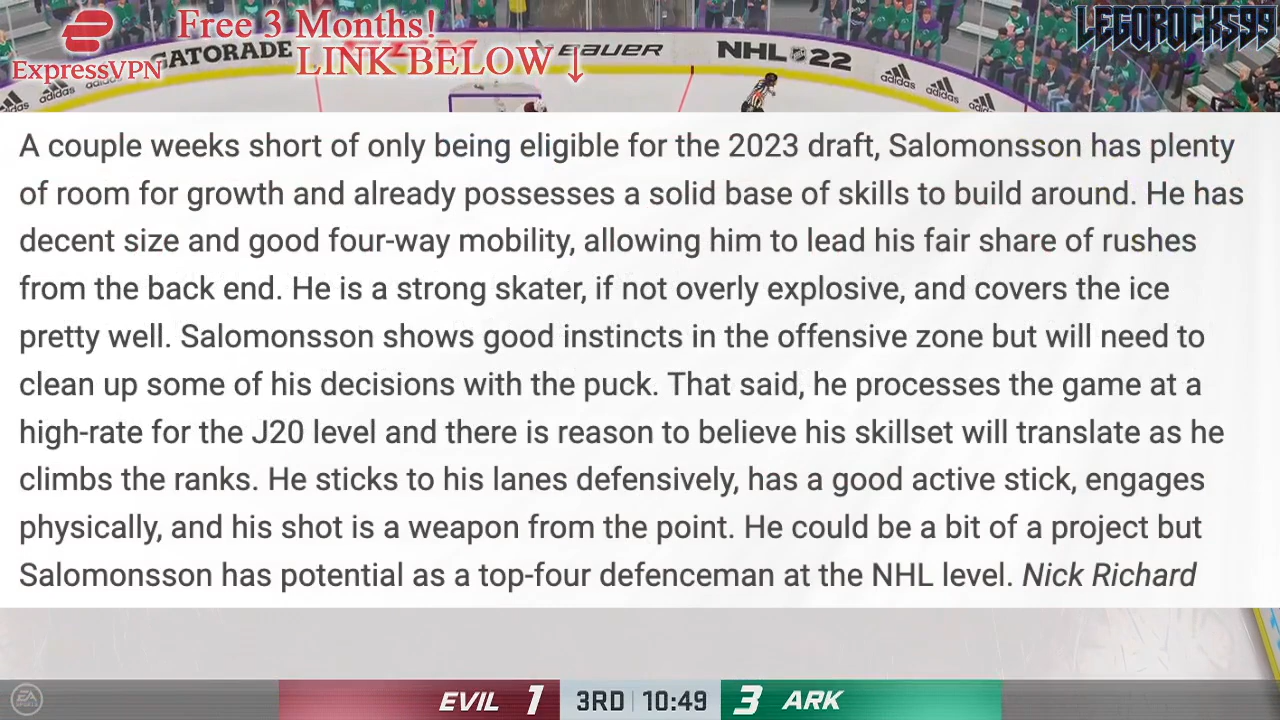 Free 3 Months!
LINK BELOW ↓
ExpressVPN
LEGOROCKS99
GATORADE
BAUER
NHL 22
adidas
adidas
adidas
adidas
adidas
A couple weeks short of only being eligible for the 2023 draft, Salomonsson has plenty
of room for growth and already possesses a solid base of skills to build around. He has
decent size and good four-way mobility, allowing him to lead his fair share of rushes
from the back end. He is a strong skater, if not overly explosive, and covers the ice
pretty well. Salomonsson shows good instincts in the offensive zone but will need to
clean up some of his decisions with the puck. That said, he processes the game at a
high-rate for the J20 level and there is reason to believe his skillset will translate as he
climbs the ranks. He sticks to his lanes defensively, has a good active stick, engages
physically, and his shot is a weapon from the point. He could be a bit of a project but
Salomonsson has potential as a top-four defenceman at the NHL level. Nick Richard
EA SPORTS
EVIL 1 3RD 10:49 3 ARK